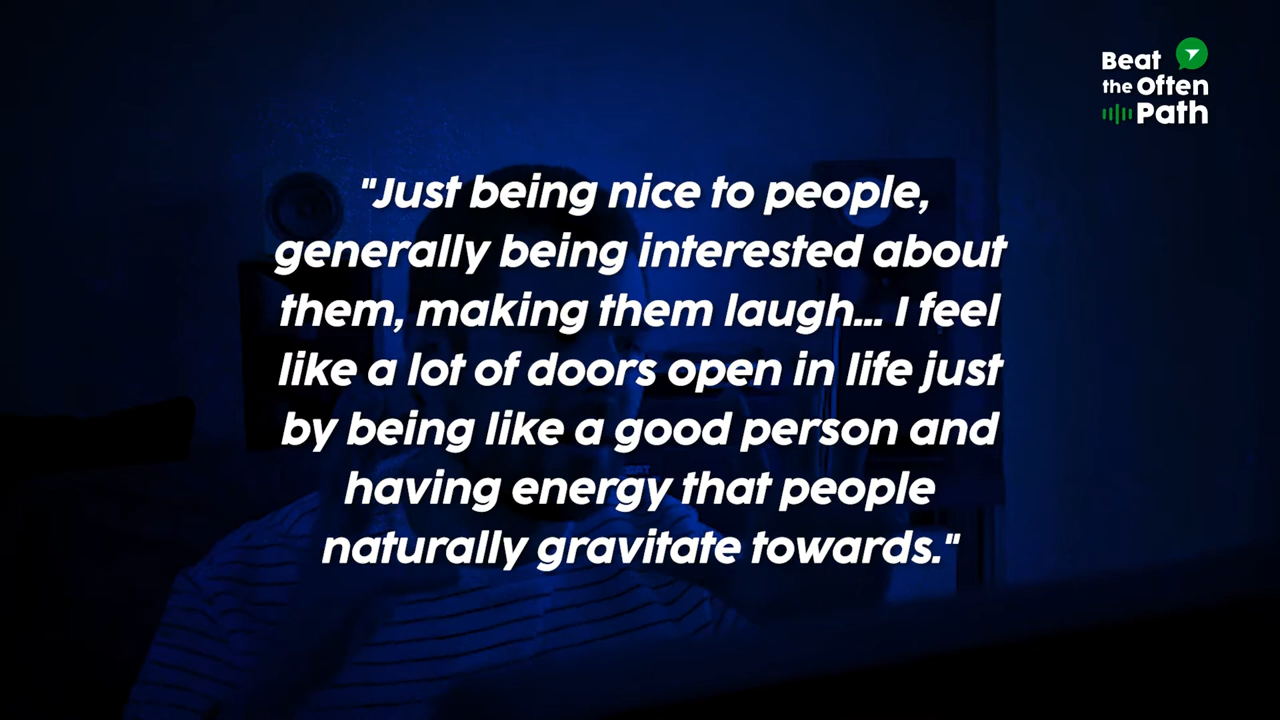 Beat
the Often
Path
"Just being nice to people,
generally being interested about
them, making them laugh... I feel
like a lot of doors open in life just
by being like a good person and
having energy that people
naturally gravitate towards."